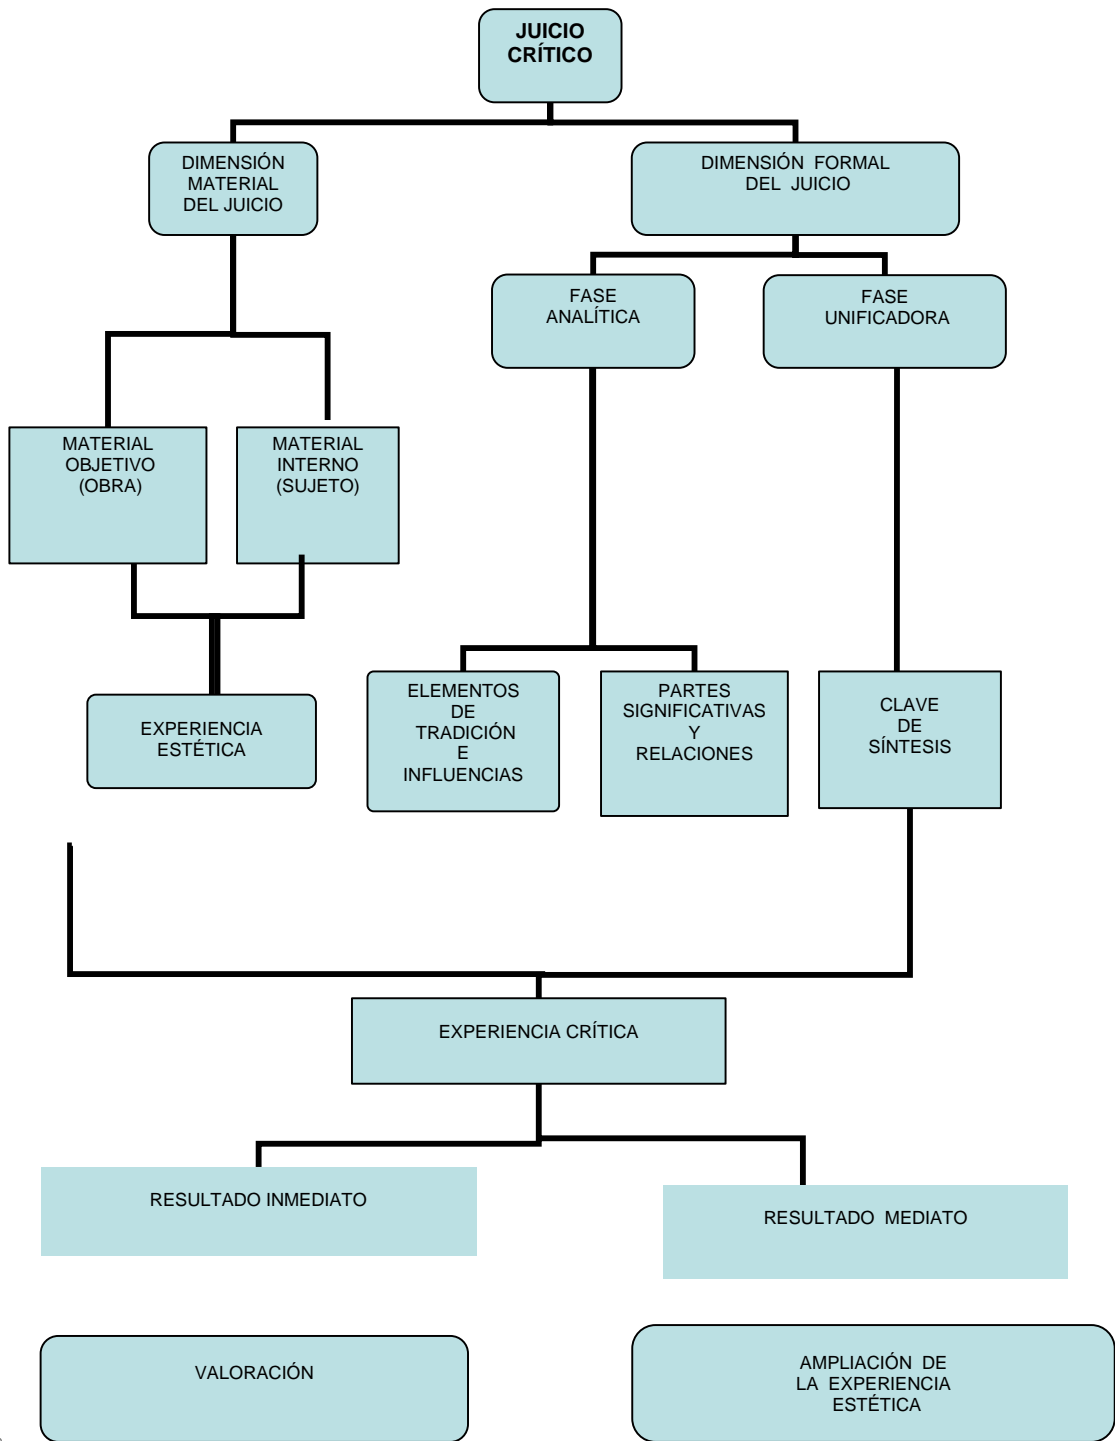 JUICIO
CRÍTICO
DIMENSIÓN
MATERIAL
DEL JUICIO
DIMENSIÓN FORMAL
DEL JUICIO
FASE
ANALÍTICA
FASE
UNIFICADORA
MATERIAL
OBJETIVO
(OBRA)
MATERIAL
INTERNO
(SUJETO)
EXPERIENCIA
ESTÉTICA
ELEMENTOS
DE
TRADICIÓN
E
INFLUENCIAS
PARTES
SIGNIFICATIVAS
Y
RELACIONES
CLAVE
DE
SÍNTESIS
EXPERIENCIA CRÍTICA
RESULTADO INMEDIATO
RESULTADO MEDIATO
VALORACIÓN
AMPLIACIÓN DE
LA EXPERIENCIA
ESTÉTICA